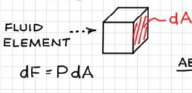 FLUID
ELEMENT
dA
dF = PdA